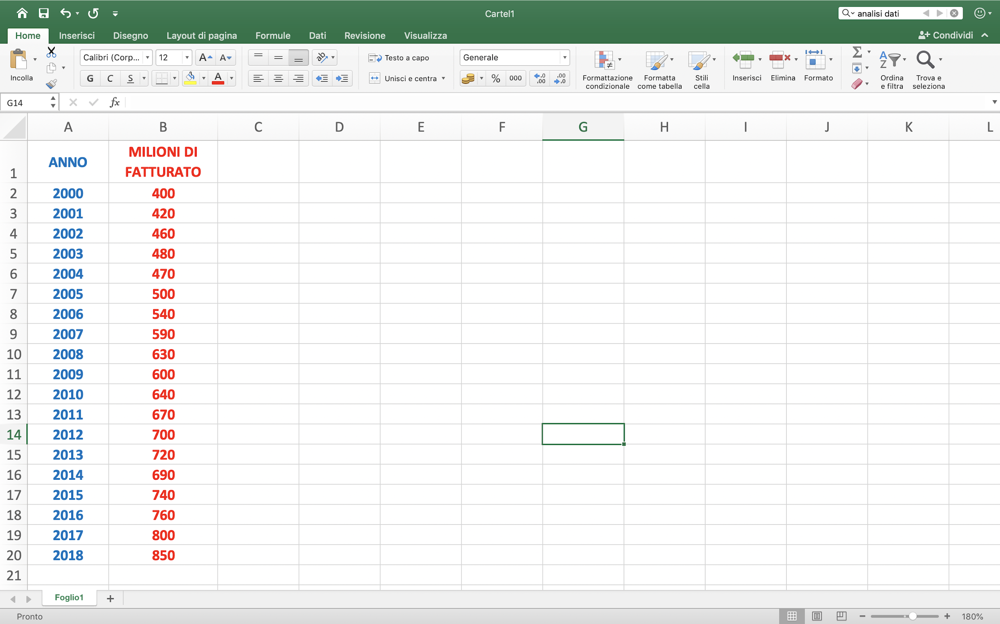 Cartel1
analisi dati
Home Inserisci Disegno Layout di pagina Formule Dati Revisione Visualizza Condividi
Incolla
Calibri (Corp... 12 A A
G C S A
ab
Testo a capo
Unisci e centra
Generale
% 000 ,0 ,00 ,00 ,0
Formattazione condizionale
Formatta come tabella
Stili cella
Inserisci
Elimina
Formato
Σ
A Z
Ordina e filtra
Trova e seleziona
G14 fx
A B C D E F G H I J K L
1 ANNO MILIONI DI FATTURATO
2 2000 400
3 2001 420
4 2002 460
5 2003 480
6 2004 470
7 2005 500
8 2006 540
9 2007 590
10 2008 630
11 2009 600
12 2010 640
13 2011 670
14 2012 700
15 2013 720
16 2014 690
17 2015 740
18 2016 760
19 2017 800
20 2018 850
21
Foglio1 +
Pronto 180%